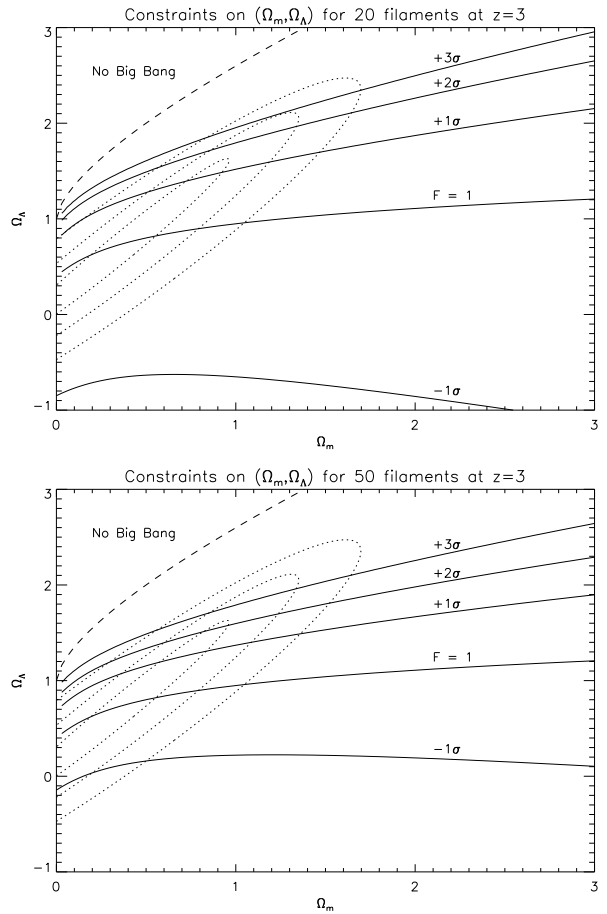 Constraints on (Ωm,ΩΛ) for 20 filaments at z=3
3
No Big Bang
+3σ
+2σ
2
+1σ
F = 1
1
ΩΛ
0
−1σ
−1
0
1
2
3
Ωm
Constraints on (Ωm,ΩΛ) for 50 filaments at z=3
3
No Big Bang
+3σ
+2σ
2
+1σ
F = 1
1
ΩΛ
−1σ
0
−1
0
1
2
3
Ωm